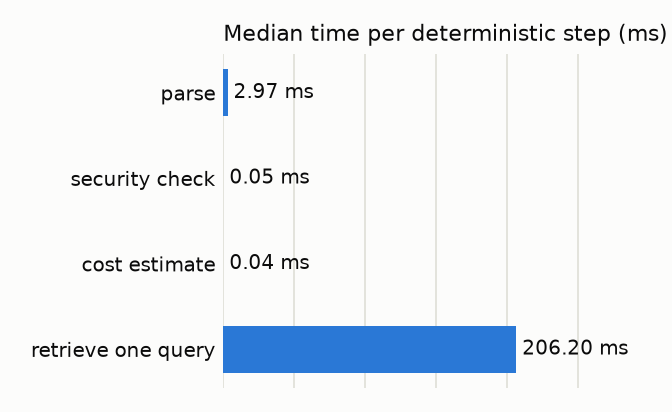 Median time per deterministic step (ms)
parse 2.97 ms
security check 0.05 ms
cost estimate 0.04 ms
retrieve one query 206.20 ms